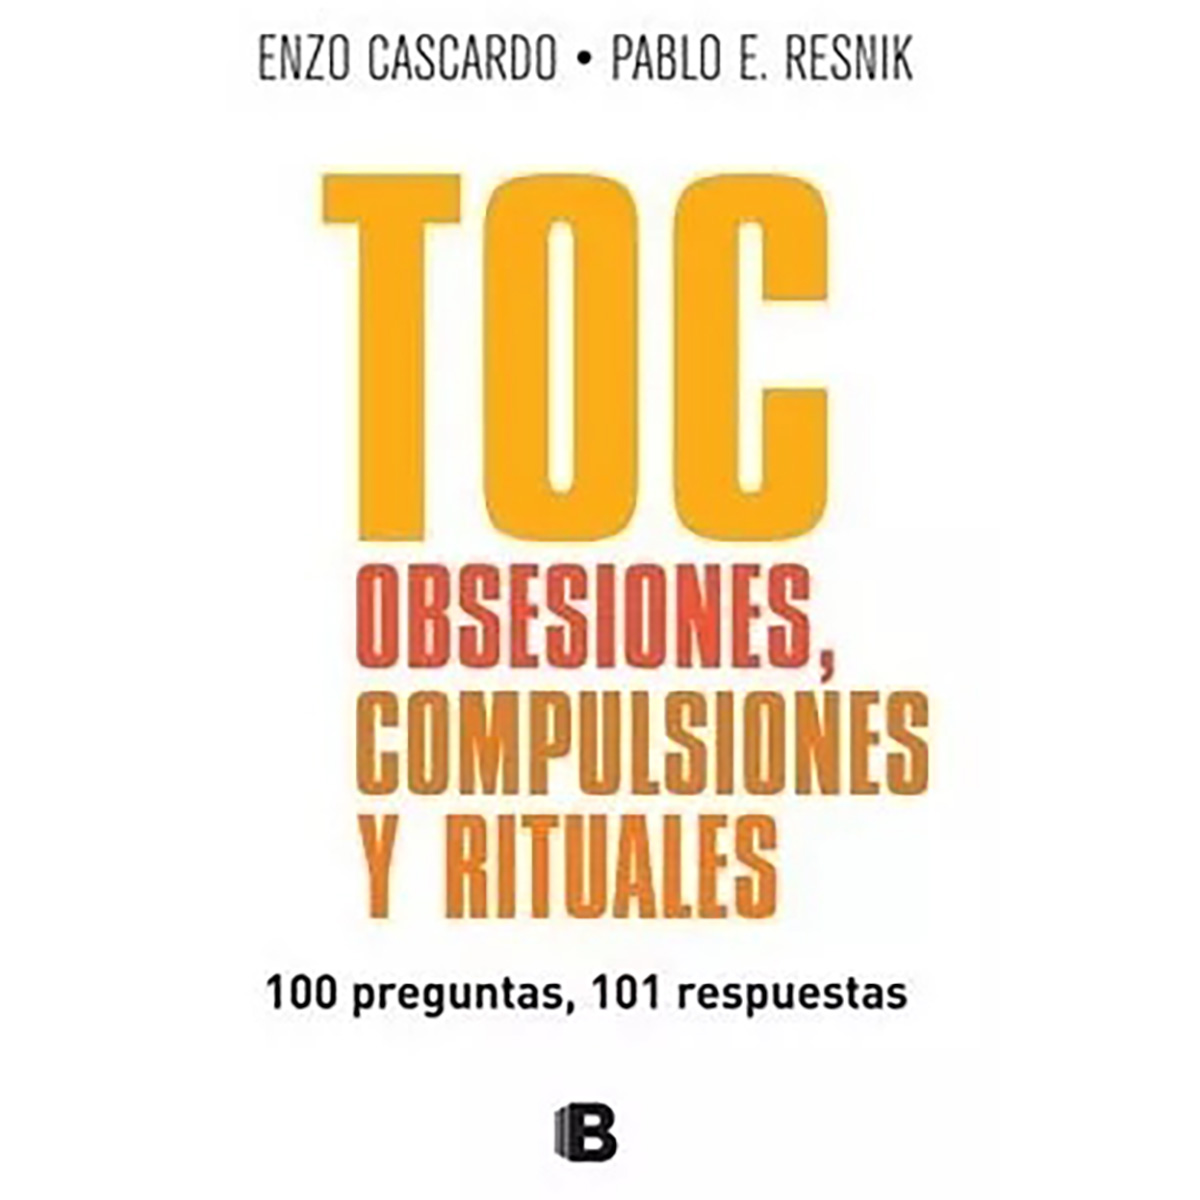 ENZO CASCARDO • PABLO E. RESNIK
TOC
OBSESIONES,
COMPULSIONES
Y RITUALES
100 preguntas, 101 respuestas
B